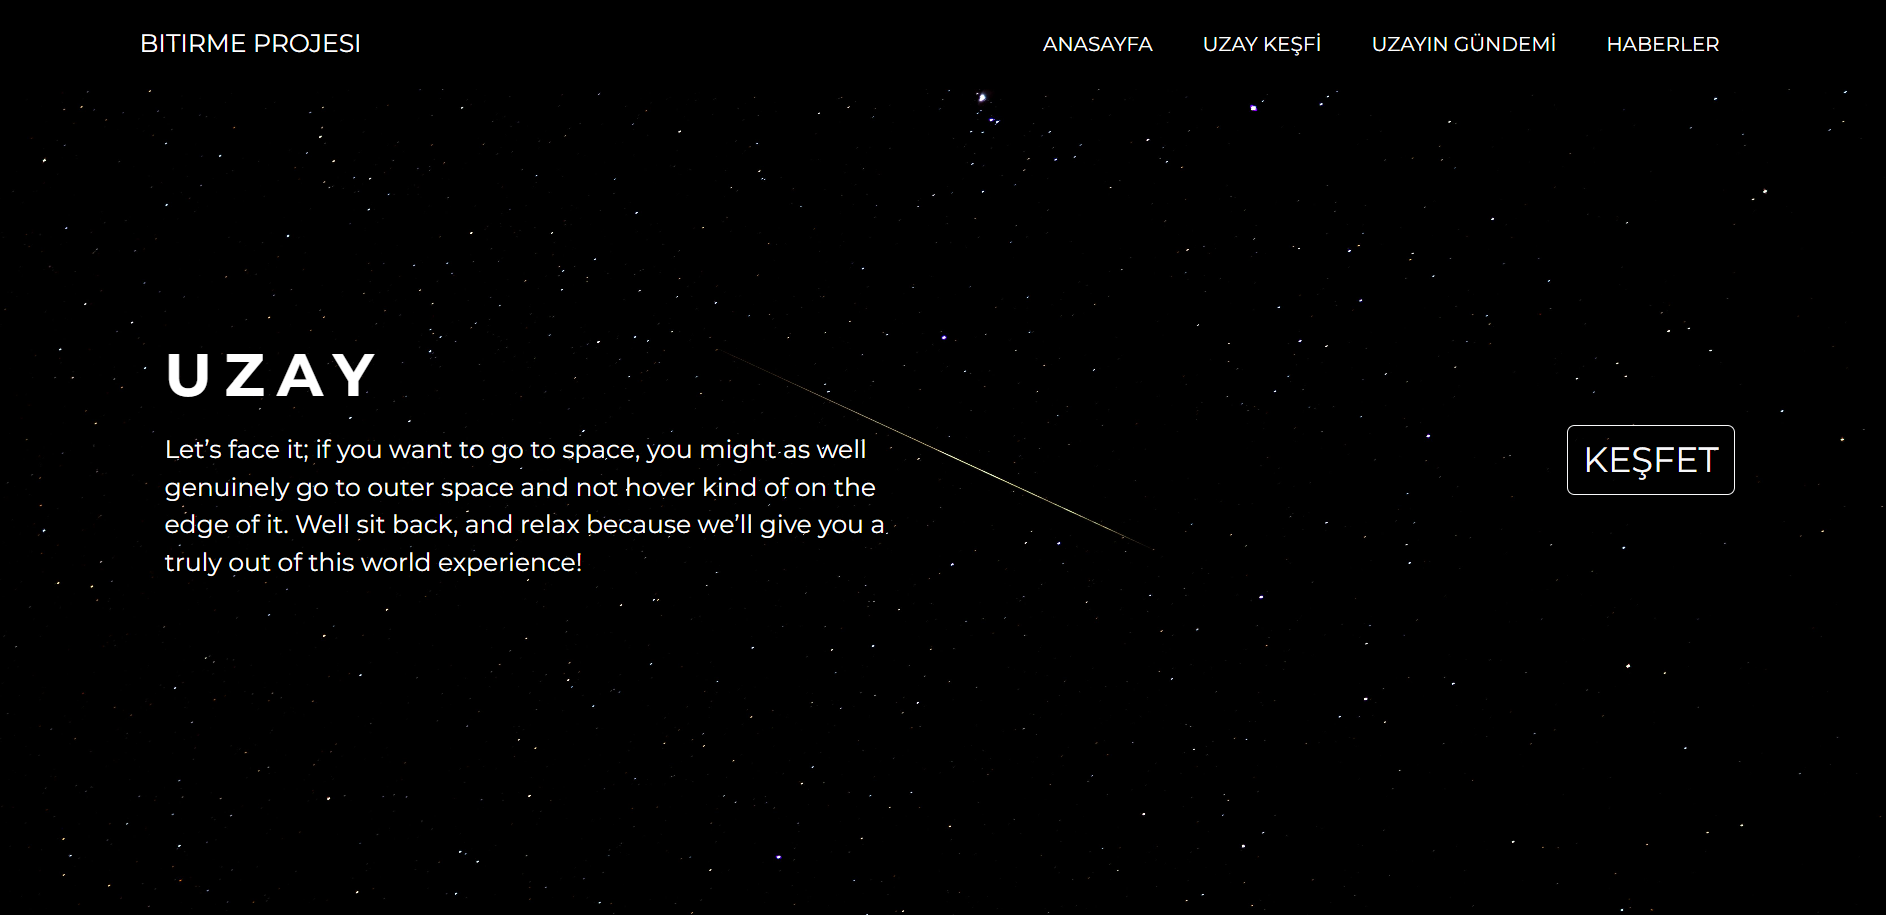 BITIRME PROJESI
ANASAYFA
UZAY KEŞFİ
UZAYIN GÜNDEMİ
HABERLER
UZAY
Let’s face it; if you want to go to space, you might as well
genuinely go to outer space and not hover kind of on the
edge of it. Well sit back, and relax because we’ll give you a
truly out of this world experience!
KEŞFET